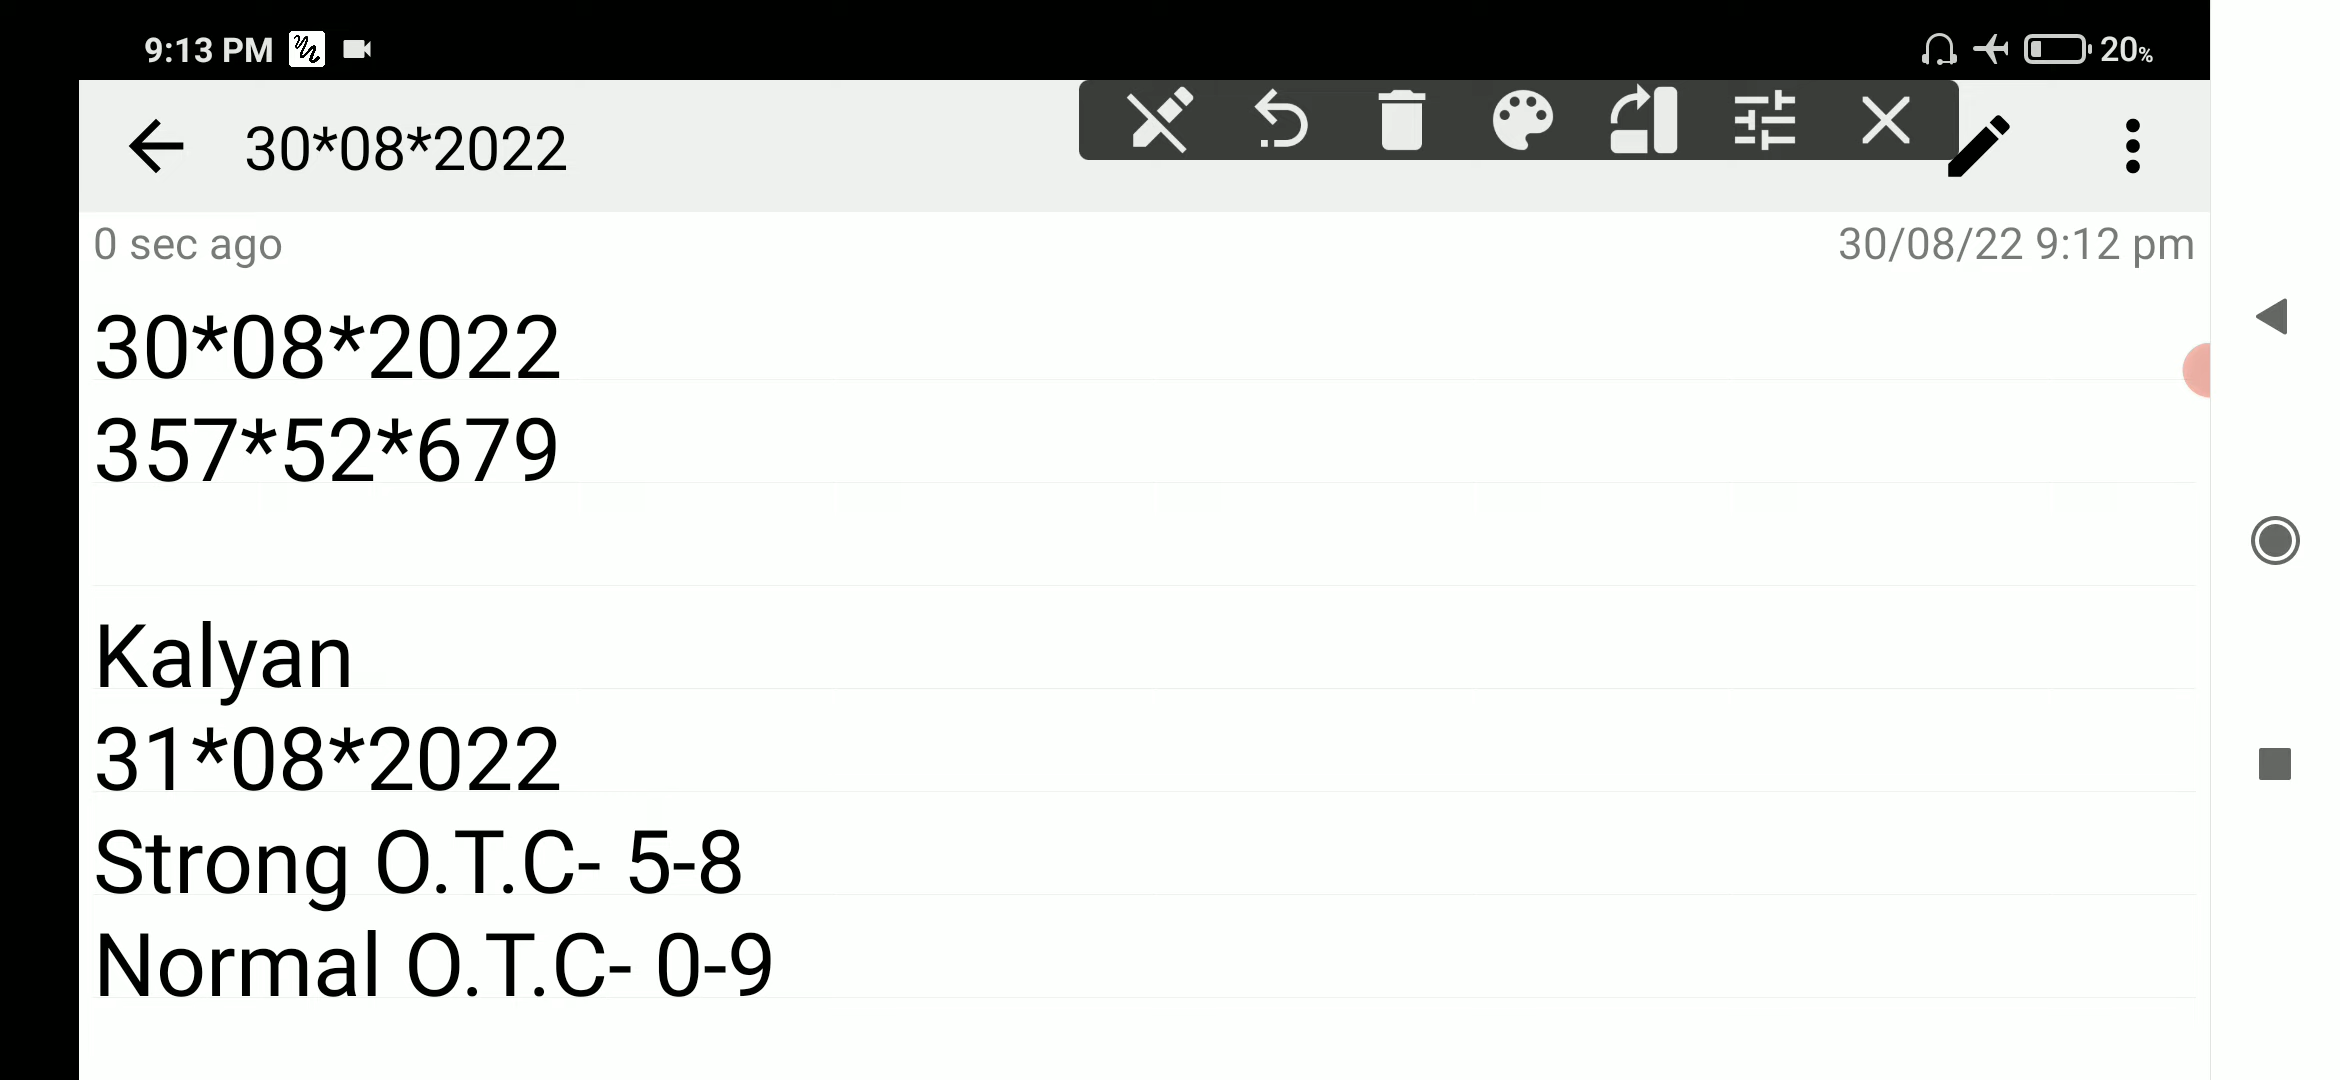 9:13 PM
20%
30*08*2022
0 sec ago
30/08/22 9:12 pm
30*08*2022
357*52*679
Kalyan
31*08*2022
Strong O.T.C- 5-8
Normal O.T.C- 0-9